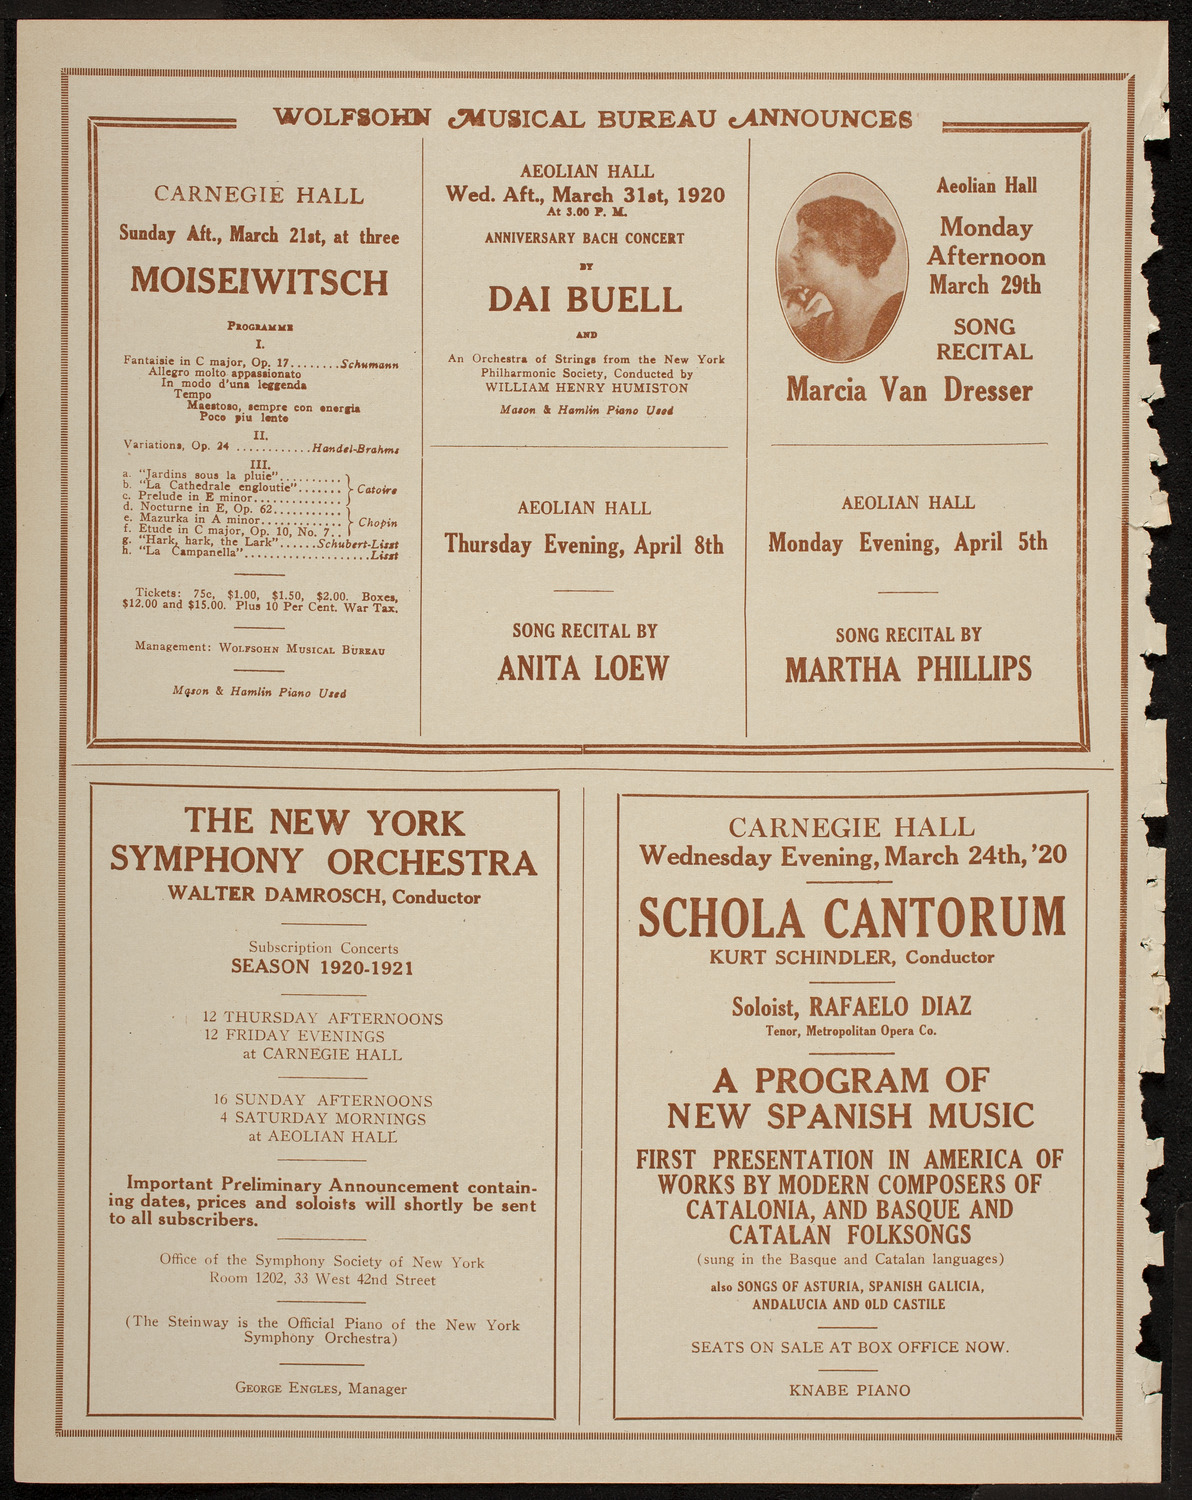 WOLFSOHN MUSICAL BUREAU ANNOUNCES
CARNEGIE HALL
Sunday Aft., March 21st, at three
MOISEIWITSCH
PROGRAMME
I.
Fantaisie in C major, Op. 17........Schumann
Allegro molto appassionato
In modo d'una leggenda
Tempo
Maestoso, sempre con energia
Poco piu lento
II.
Variations, Op. 24 ............Handel-Brahms
III.
a. "Jardins sous la pluie"..........
b. "La Cathedrale engloutie".......
c. Prelude in E minor..............
} Catoire
d. Nocturne in E, Op. 62...........
e. Mazurka in A minor.............
f. Etude in C major, Op. 10, No. 7..
} Chopin
g. "Hark, hark, the Lark"......Schubert-Liszt
h. "La Campanella"....................Liszt
Tickets: 75c, $1.00, $1.50, $2.00. Boxes,
$12.00 and $15.00. Plus 10 Per Cent. War Tax.
Management: WOLFSOHN MUSICAL BUREAU
Mason & Hamlin Piano Used
AEOLIAN HALL
Wed. Aft., March 31st, 1920
At 3.00 P. M.
ANNIVERSARY BACH CONCERT
BY
DAI BUELL
AND
An Orchestra of Strings from the New York
Philharmonic Society, Conducted by
WILLIAM HENRY HUMISTON
Mason & Hamlin Piano Used
AEOLIAN HALL
Thursday Evening, April 8th
SONG RECITAL BY
ANITA LOEW
Aeolian Hall
Monday
Afternoon
March 29th
SONG
RECITAL
Marcia Van Dresser
AEOLIAN HALL
Monday Evening, April 5th
SONG RECITAL BY
MARTHA PHILLIPS
THE NEW YORK
SYMPHONY ORCHESTRA
WALTER DAMROSCH, Conductor
Subscription Concerts
SEASON 1920-1921
12 THURSDAY AFTERNOONS
12 FRIDAY EVENINGS
at CARNEGIE HALL
16 SUNDAY AFTERNOONS
4 SATURDAY MORNINGS
at AEOLIAN HALL
Important Preliminary Announcement contain-
ing dates, prices and soloists will shortly be sent
to all subscribers.
Office of the Symphony Society of New York
Room 1202, 33 West 42nd Street
(The Steinway is the Official Piano of the New York
Symphony Orchestra)
GEORGE ENGLES, Manager
CARNEGIE HALL
Wednesday Evening, March 24th, '20
SCHOLA CANTORUM
KURT SCHINDLER, Conductor
Soloist, RAFAELO DIAZ
Tenor, Metropolitan Opera Co.
A PROGRAM OF
NEW SPANISH MUSIC
FIRST PRESENTATION IN AMERICA OF
WORKS BY MODERN COMPOSERS OF
CATALONIA, AND BASQUE AND
CATALAN FOLKSONGS
(sung in the Basque and Catalan languages)
also SONGS OF ASTURIA, SPANISH GALICIA,
ANDALUCIA AND OLD CASTILE
SEATS ON SALE AT BOX OFFICE NOW.
KNABE PIANO